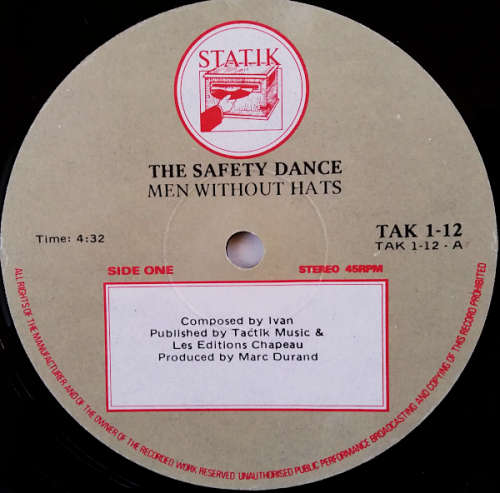 STATIK
THE SAFETY DANCE
MEN WITHOUT HATS
Time: 4:32
TAK 1-12
TAK 1-12 - A
SIDE ONE
STEREO 45RPM
Composed by Ivan
Published by Tactik Music &
Les Editions Chapeau
Produced by Marc Durand
ALL RIGHTS OF THE MANUFACTURER AND OF THE OWNER OF THE RECORDED WORK RESERVED UNAUTHORISED PUBLIC PERFORMANCE BROADCASTING AND COPYING OF THIS RECORD PROHIBITED